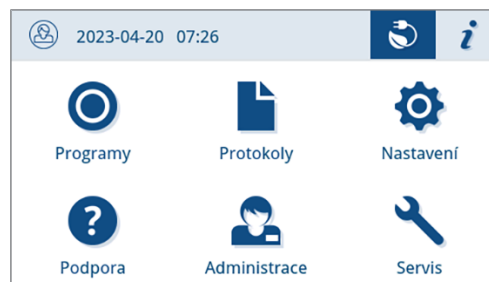 2023-04-20 07:26
Programy Protokoly Nastavení
Podpora Administrace Servis